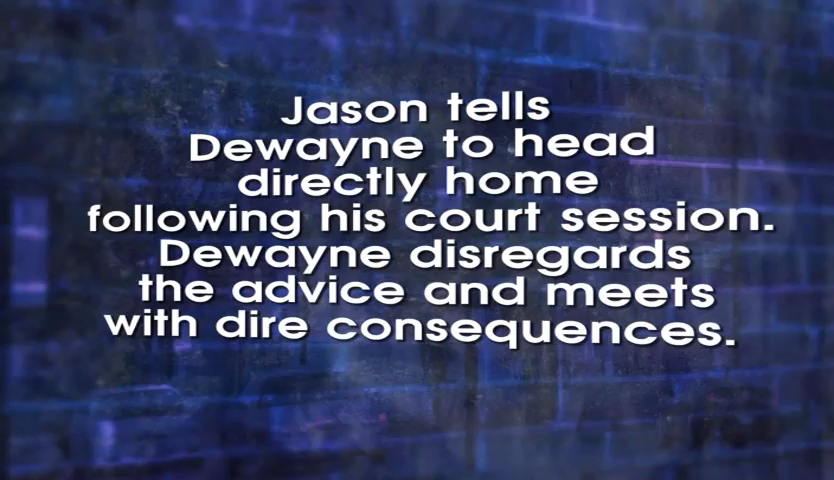 Jason tells
Dewayne to head
directly home
following his court session.
Dewayne disregards
the advice and meets
with dire consequences.